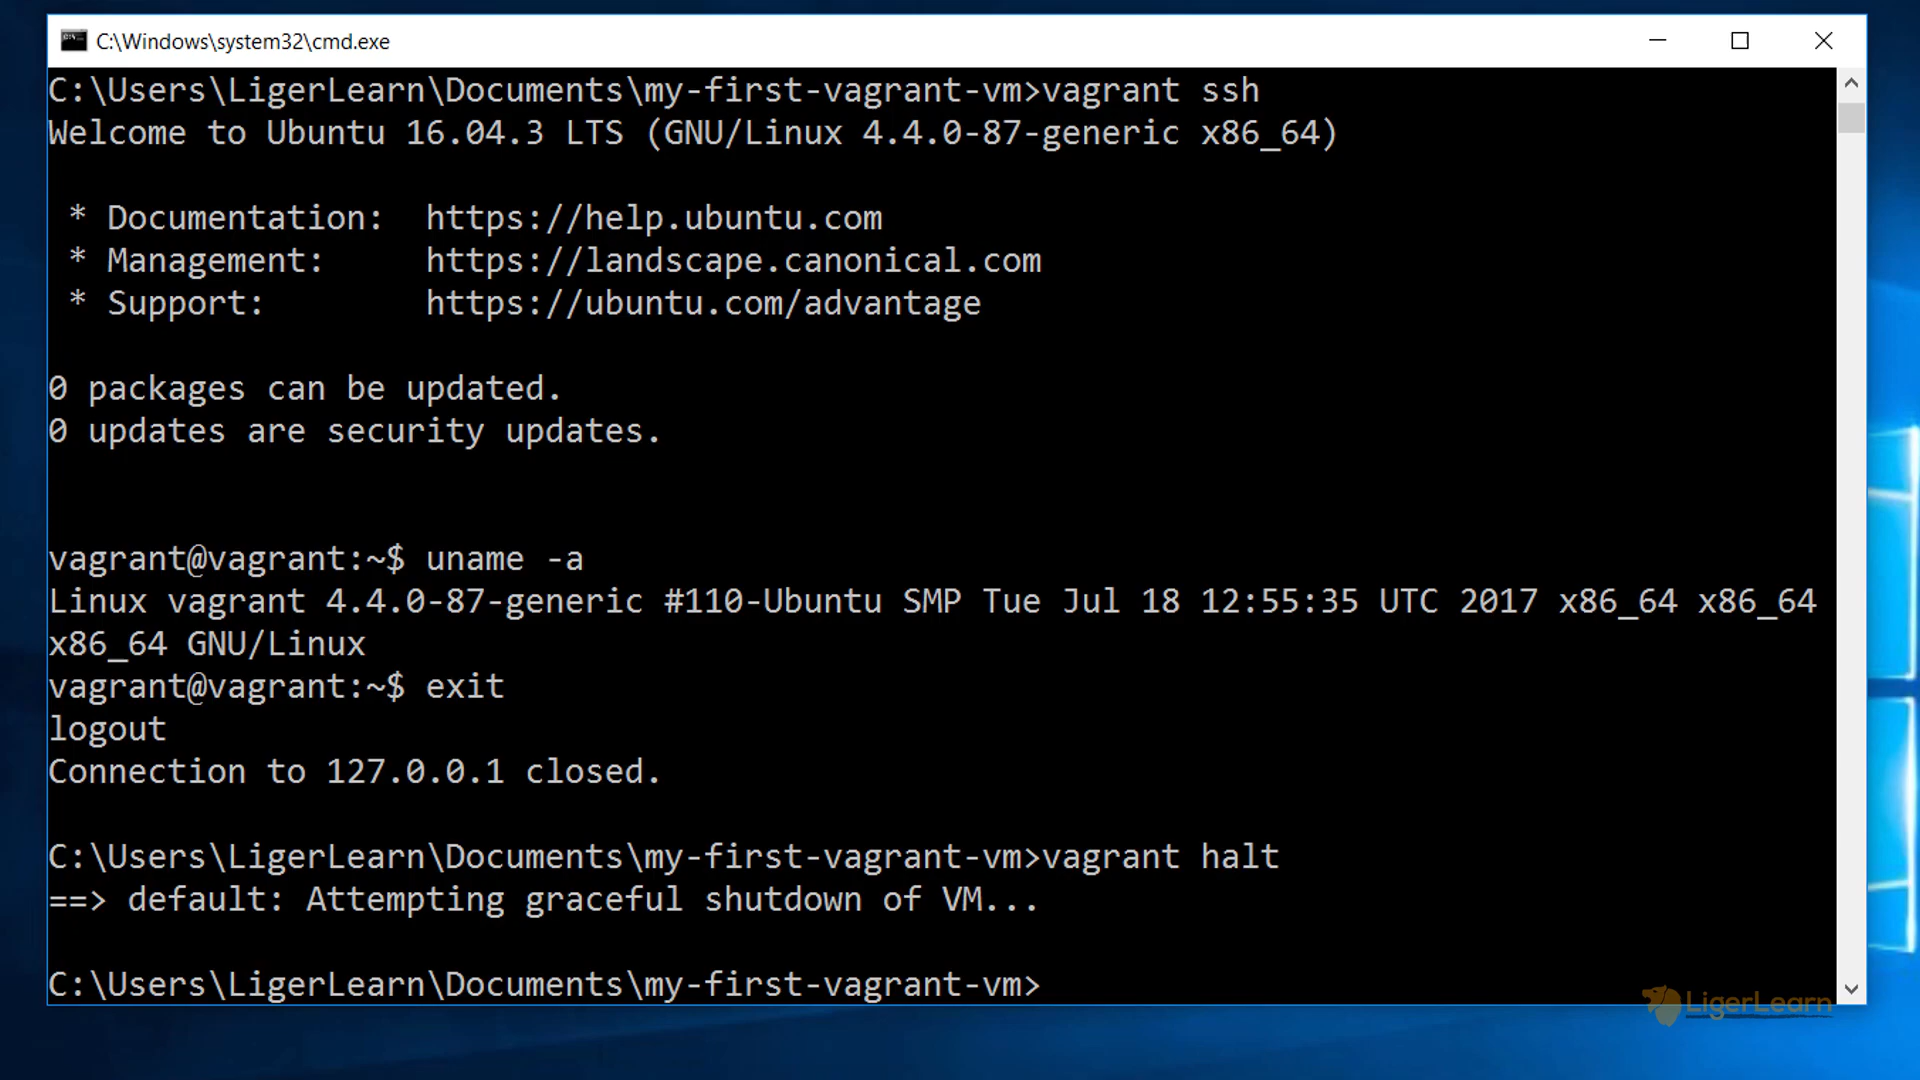 C:\Windows\system32\cmd.exe
C:\Users\LigerLearn\Documents\my-first-vagrant-vm>vagrant ssh
Welcome to Ubuntu 16.04.3 LTS (GNU/Linux 4.4.0-87-generic x86_64)
* Documentation:  https://help.ubuntu.com
* Management:     https://landscape.canonical.com
* Support:        https://ubuntu.com/advantage
0 packages can be updated.
0 updates are security updates.
vagrant@vagrant:~$ uname -a
Linux vagrant 4.4.0-87-generic #110-Ubuntu SMP Tue Jul 18 12:55:35 UTC 2017 x86_64 x86_64
x86_64 GNU/Linux
vagrant@vagrant:~$ exit
logout
Connection to 127.0.0.1 closed.
C:\Users\LigerLearn\Documents\my-first-vagrant-vm>vagrant halt
==> default: Attempting graceful shutdown of VM...
C:\Users\LigerLearn\Documents\my-first-vagrant-vm>
LigerLearn